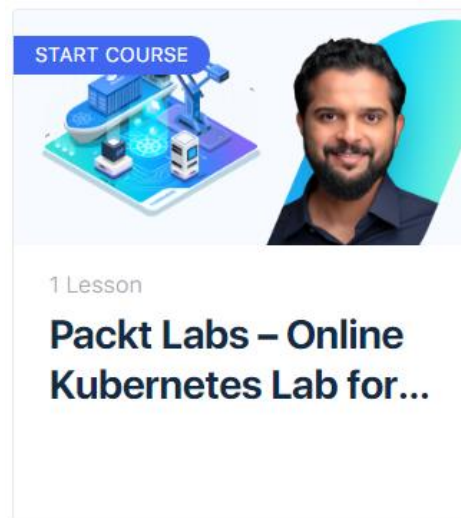 START COURSE
1 Lesson
Packt Labs – Online
Kubernetes Lab for...